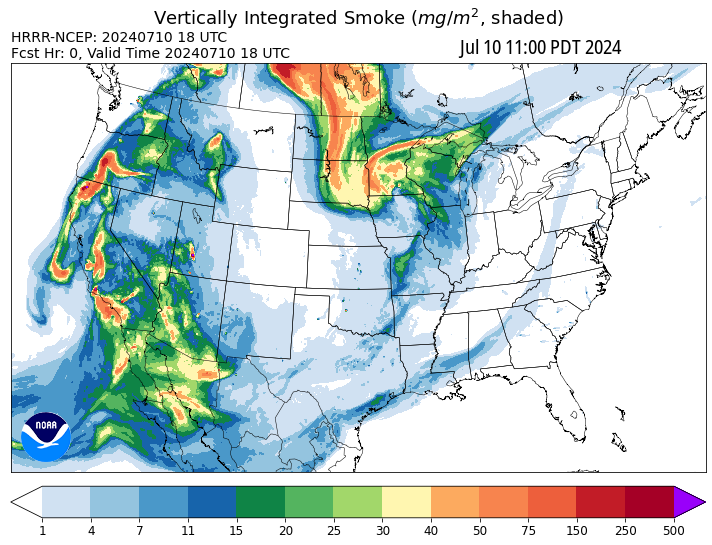 Vertically Integrated Smoke (mg/m², shaded)
HRRR-NCEP: 20240710 18 UTC
Fcst Hr: 0, Valid Time 20240710 18 UTC
Jul 10 11:00 PDT 2024
NOAA
1 4 7 11 15 20 25 30 40 50 75 150 250 500